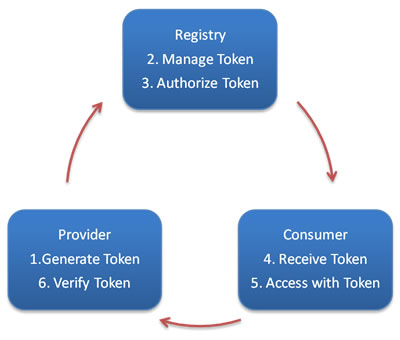 Registry
2. Manage Token
3. Authorize Token
Provider
1.Generate Token
6. Verify Token
Consumer
4. Receive Token
5. Access with Token